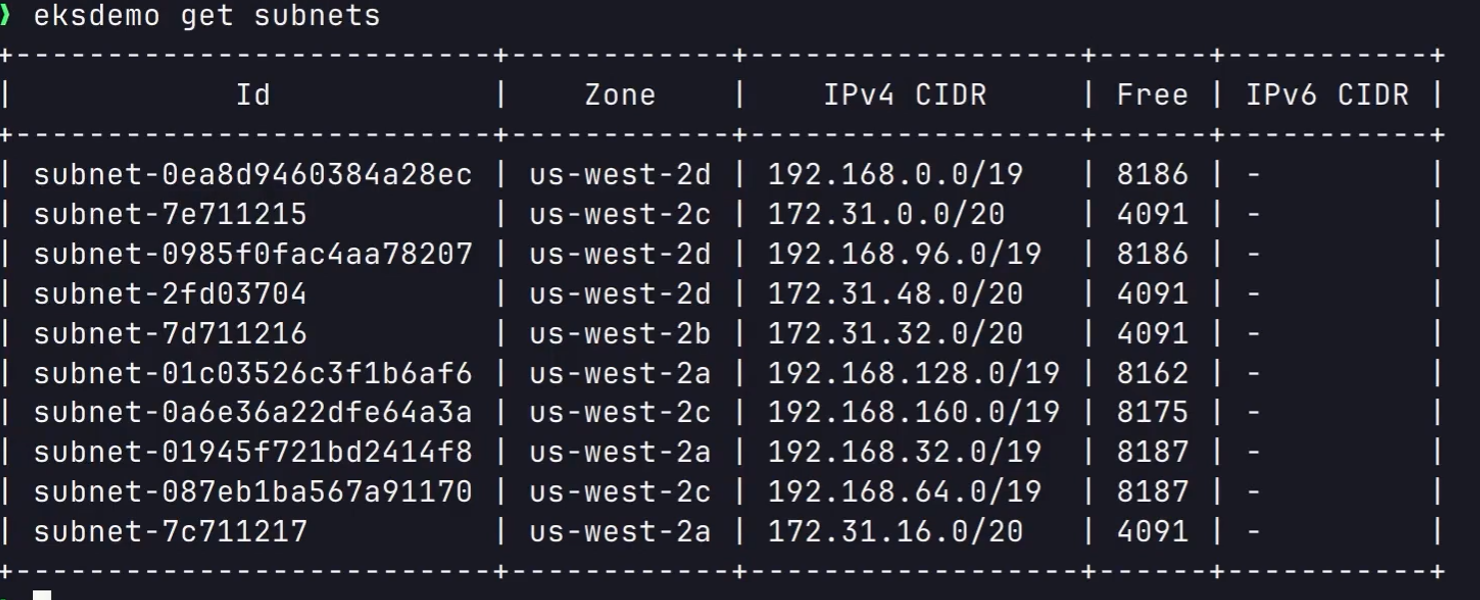 ❯ eksdemo get subnets
+--------------------------+------------+------------------+------+-----------+
|            Id            |    Zone    |    IPv4 CIDR     | Free | IPv6 CIDR |
+--------------------------+------------+------------------+------+-----------+
| subnet-0ea8d9460384a28ec | us-west-2d | 192.168.0.0/19   | 8186 | -         |
| subnet-7e711215          | us-west-2c | 172.31.0.0/20    | 4091 | -         |
| subnet-0985f0fac4aa78207 | us-west-2d | 192.168.96.0/19  | 8186 | -         |
| subnet-2fd03704          | us-west-2d | 172.31.48.0/20   | 4091 | -         |
| subnet-7d711216          | us-west-2b | 172.31.32.0/20   | 4091 | -         |
| subnet-01c03526c3f1b6af6 | us-west-2a | 192.168.128.0/19 | 8162 | -         |
| subnet-0a6e36a22dfe64a3a | us-west-2c | 192.168.160.0/19 | 8175 | -         |
| subnet-01945f721bd2414f8 | us-west-2a | 192.168.32.0/19  | 8187 | -         |
| subnet-087eb1ba567a91170 | us-west-2c | 192.168.64.0/19  | 8187 | -         |
| subnet-7c711217          | us-west-2a | 172.31.16.0/20   | 4091 | -         |
+--------------------------+------------+------------------+------+-----------+